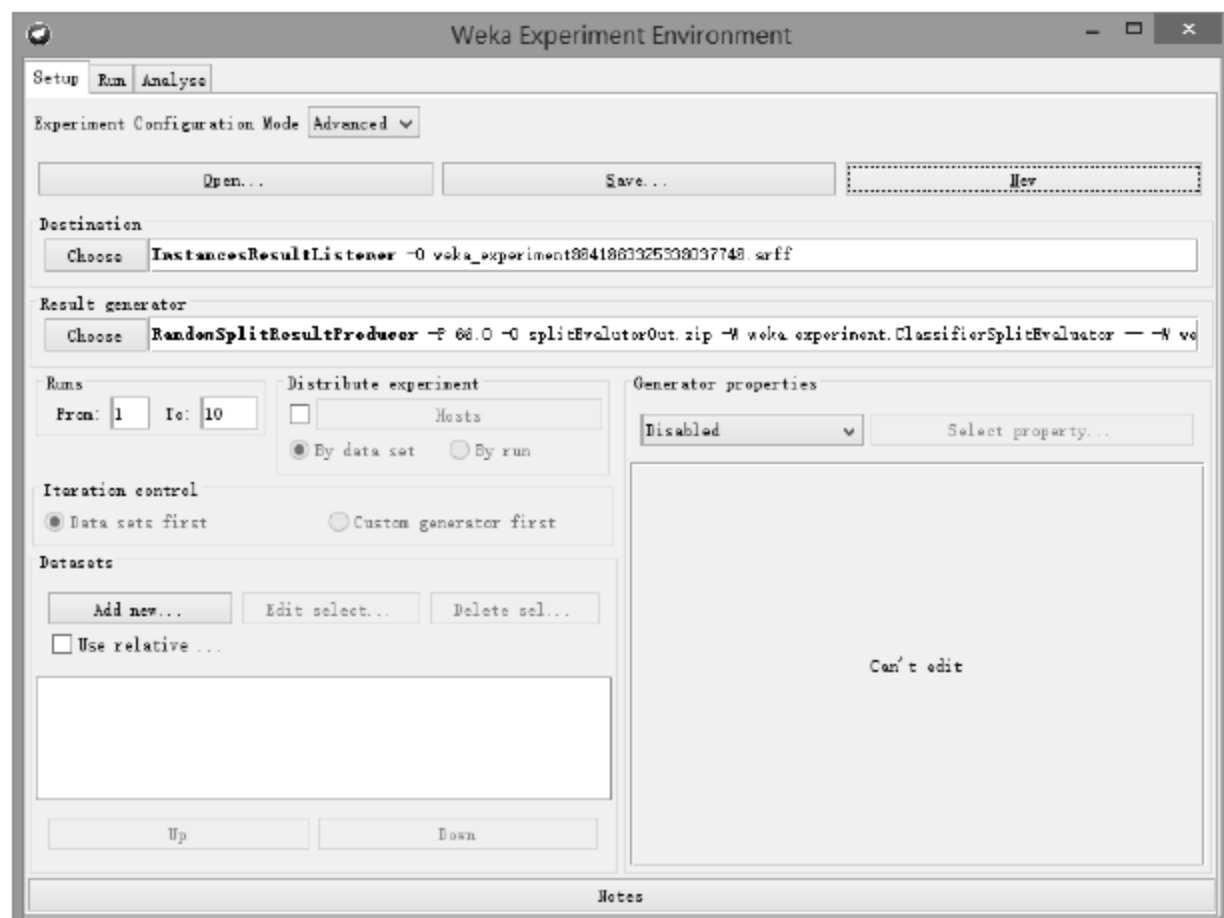 Weka Experiment Environment
Setup Run Analyse
Experiment Configuration Mode Advanced
Open... Save... New
Destination
Choose InstancesResultListener -O weka_experiment8841863325338037748.arff
Result generator
Choose RandomSplitResultProducer -P 66.0 -O splitEvalutorOut.zip -W weka.experiment.ClassifierSplitEvaluator -- -W we
Runs Distribute experiment Generator properties
From: 1 To: 10 Hosts Disabled Select property...
By data set By run
Iteration control
Data sets first Custom generator first
Datasets
Add new... Edit select... Delete sel...
Use relative ...
Can't edit
Up Down
Notes